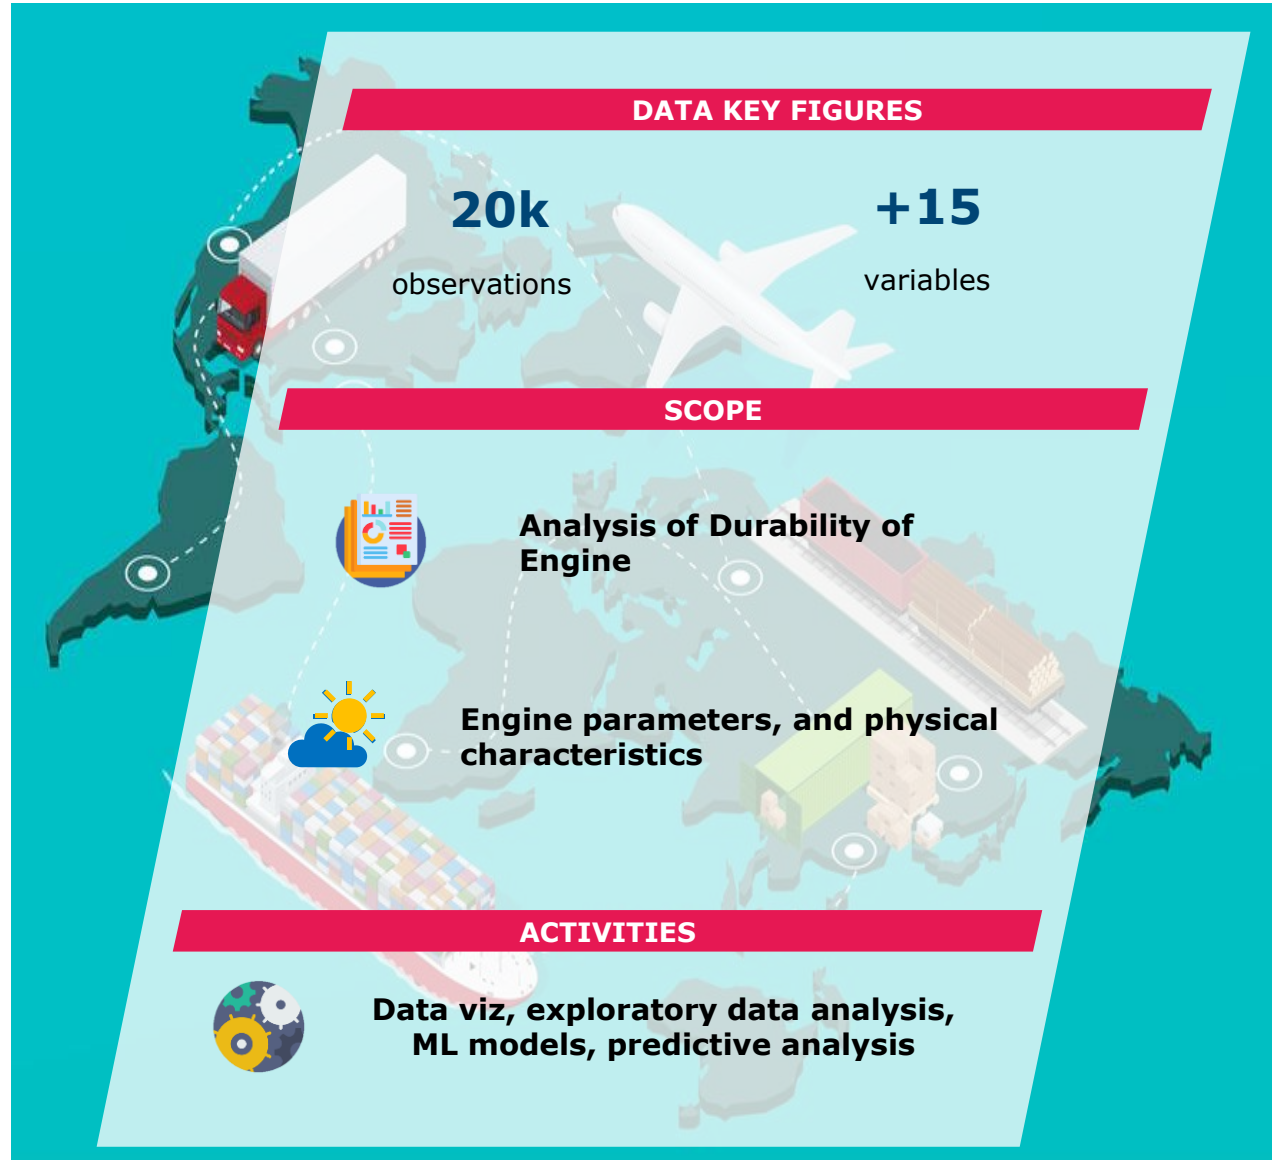 DATA KEY FIGURES
20k
+15
observations
variables
SCOPE
Analysis of Durability of
Engine
Engine parameters, and physical
characteristics
ACTIVITIES
Data viz, exploratory data analysis,
ML models, predictive analysis